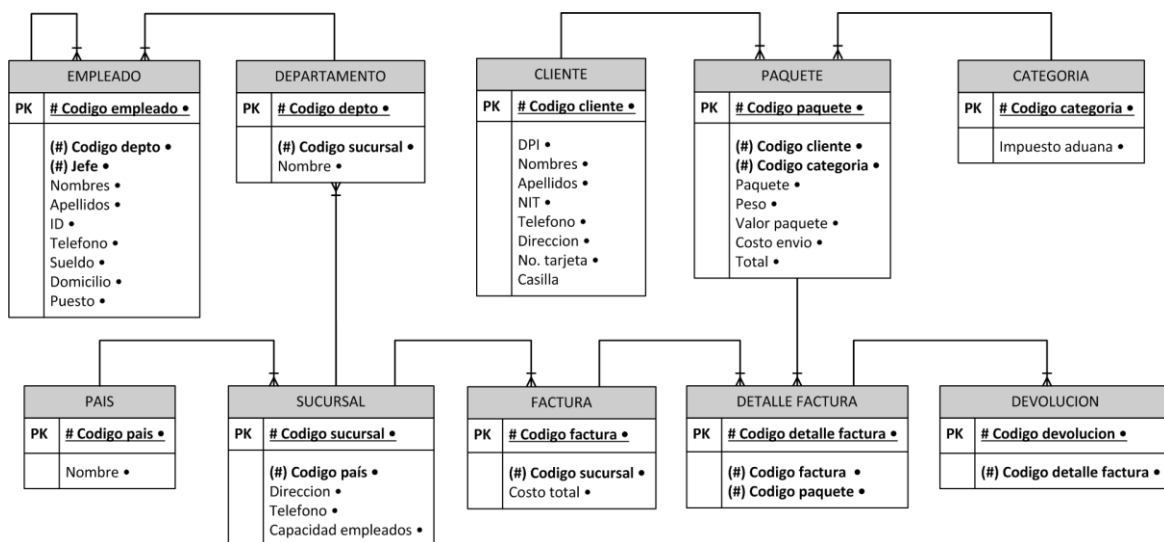 EMPLEADO
PK # Codigo empleado •
(#) Codigo depto •
(#) Jefe •
Nombres •
Apellidos •
ID •
Telefono •
Sueldo •
Domicilio •
Puesto •
DEPARTAMENTO
PK # Codigo depto •
(#) Codigo sucursal •
Nombre •
CLIENTE
PK # Codigo cliente •
DPI •
Nombres •
Apellidos •
NIT •
Telefono •
Direccion •
No. tarjeta •
Casilla
PAQUETE
PK # Codigo paquete •
(#) Codigo cliente •
(#) Codigo categoria •
Paquete •
Peso •
Valor paquete •
Costo envio •
Total •
CATEGORIA
PK # Codigo categoria •
Impuesto aduana •
PAIS
PK # Codigo pais •
Nombre •
SUCURSAL
PK # Codigo sucursal •
(#) Codigo país •
Direccion •
Telefono •
Capacidad empleados •
FACTURA
PK # Codigo factura •
(#) Codigo sucursal •
Costo total •
DETALLE FACTURA
PK # Codigo detalle factura •
(#) Codigo factura •
(#) Codigo paquete •
DEVOLUCION
PK # Codigo devolucion •
(#) Codigo detalle factura •